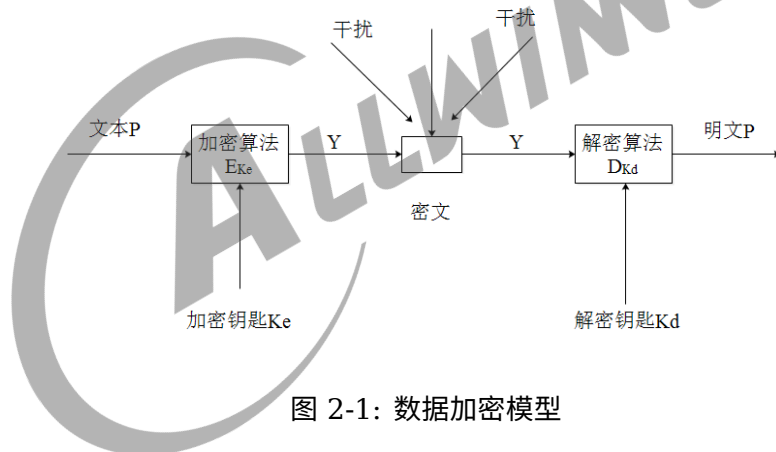 干扰
干扰
文本P
加密算法
EKe
Y
Y
解密算法
DKd
明文P
密文
加密钥匙Ke
解密钥匙Kd
图 2-1: 数据加密模型
ALLWINN